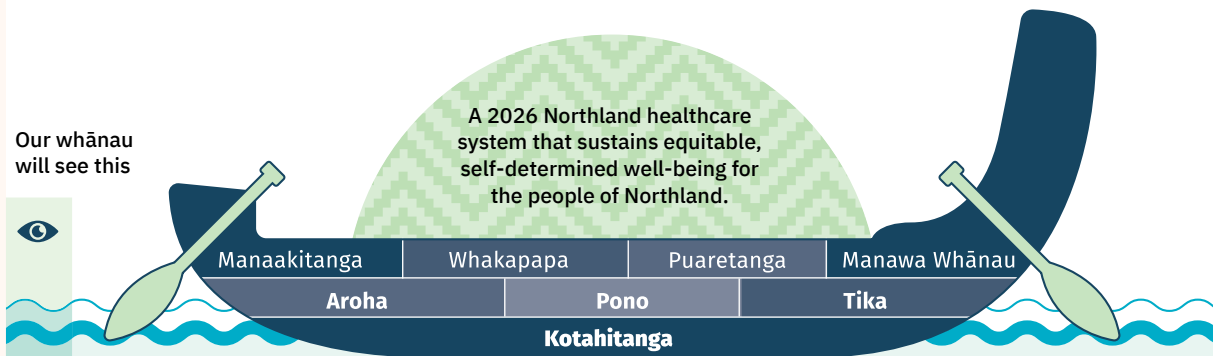 Our whānau
will see this
A 2026 Northland healthcare
system that sustains equitable,
self-determined well-being for
the people of Northland.
Manaakitanga
Whakapapa
Puaretanga
Manawa Whānau
Aroha
Pono
Tika
Kotahitanga